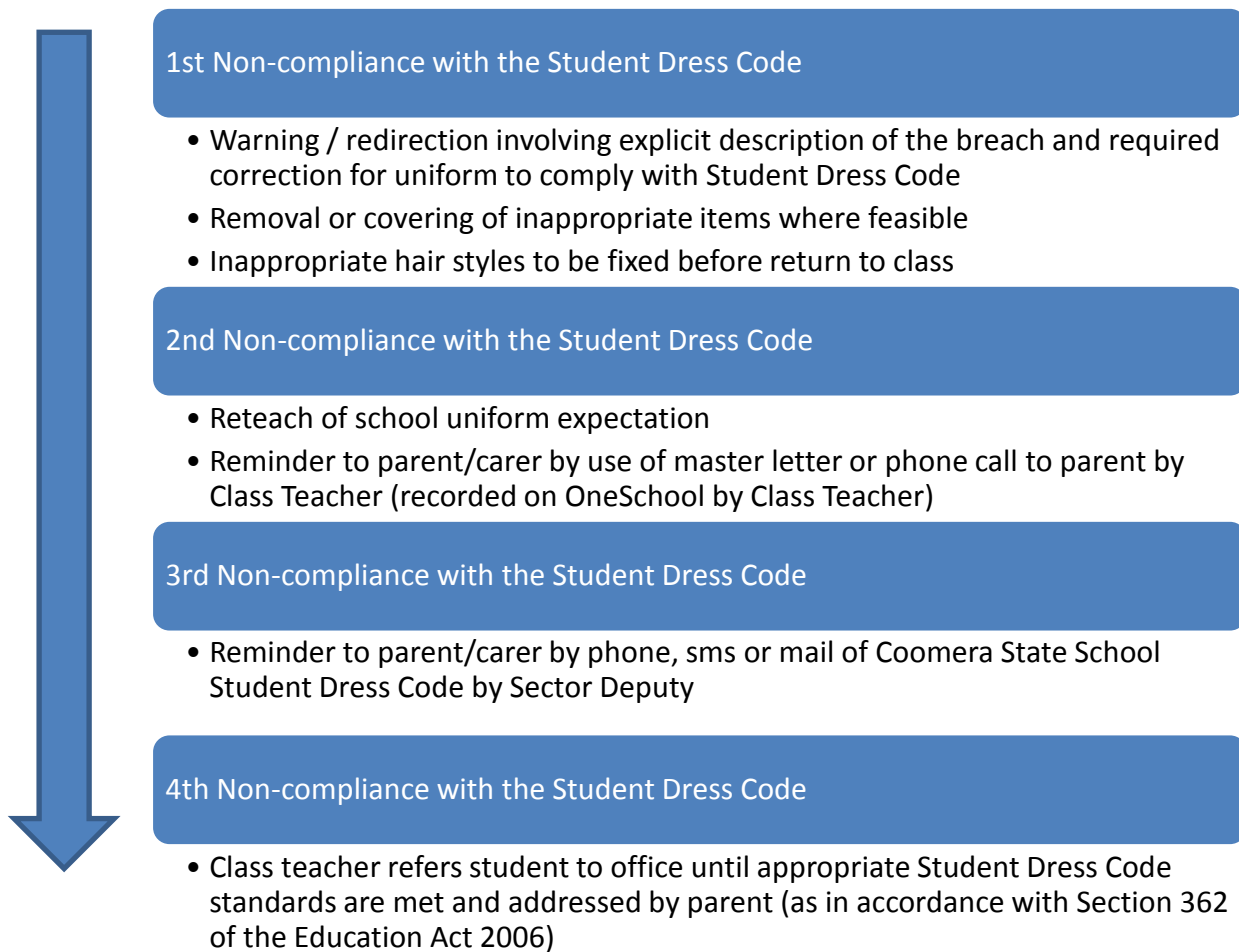 1st Non-compliance with the Student Dress Code
• Warning / redirection involving explicit description of the breach and required
correction for uniform to comply with Student Dress Code
• Removal or covering of inappropriate items where feasible
• Inappropriate hair styles to be fixed before return to class
2nd Non-compliance with the Student Dress Code
• Reteach of school uniform expectation
• Reminder to parent/carer by use of master letter or phone call to parent by
Class Teacher (recorded on OneSchool by Class Teacher)
3rd Non-compliance with the Student Dress Code
• Reminder to parent/carer by phone, sms or mail of Coomera State School
Student Dress Code by Sector Deputy
4th Non-compliance with the Student Dress Code
• Class teacher refers student to office until appropriate Student Dress Code
standards are met and addressed by parent (as in accordance with Section 362
of the Education Act 2006)